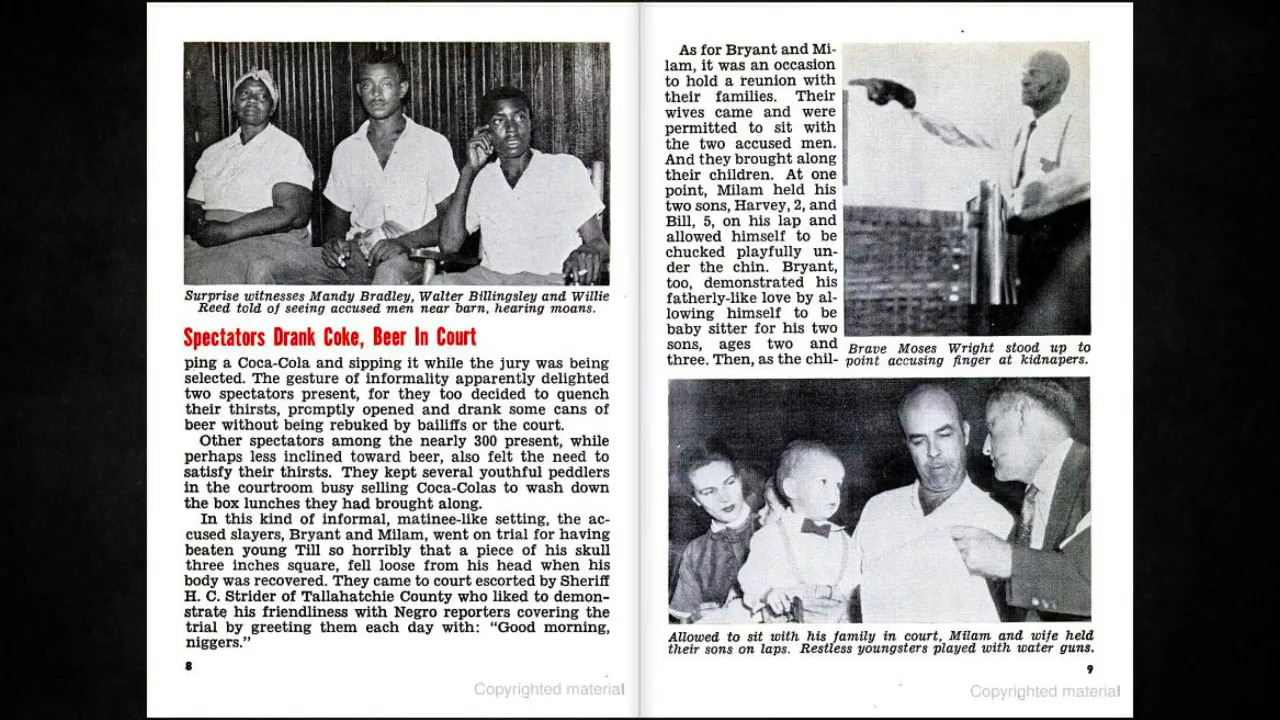 Surprise witnesses Mandy Bradley, Walter Billingsley and Willie
Reed told of seeing accused men near barn, hearing moans.
Spectators Drank Coke, Beer In Court
ping a Coca-Cola and sipping it while the jury was being
selected. The gesture of informality apparently delighted
two spectators present, for they too decided to quench
their thirsts, promptly opened and drank some cans of
beer without being rebuked by bailiffs or the court.
Other spectators among the nearly 300 present, while
perhaps less inclined toward beer, also felt the need to
satisfy their thirsts. They kept several youthful peddlers
in the courtroom busy selling Coca-Colas to wash down
the box lunches they had brought along.
In this kind of informal, matinee-like setting, the ac-
cused slayers, Bryant and Milam, went on trial for having
beaten young Till so horribly that a piece of his skull
three inches square, fell loose from his head when his
body was recovered. They came to court escorted by Sheriff
H. C. Strider of Tallahatchie County who liked to demon-
strate his friendliness with Negro reporters covering the
trial by greeting them each day with: “Good morning,
niggers.”
8
Copyrighted material
As for Bryant and Mi-
lam, it was an occasion
to hold a reunion with
their families. Their
wives came and were
permitted to sit with
the two accused men.
And they brought along
their children. At one
point, Milam held his
two sons, Harvey, 2, and
Bill, 5, on his lap and
allowed himself to be
chucked playfully un-
der the chin. Bryant,
too, demonstrated his
fatherly-like love by al-
lowing himself to be
baby sitter for his two
sons, ages two and
three. Then, as the chil-
Brave Moses Wright stood up to
point accusing finger at kidnapers.
Allowed to sit with his family in court, Milam and wife held
their sons on laps. Restless youngsters played with water guns.
9
Copyrighted material